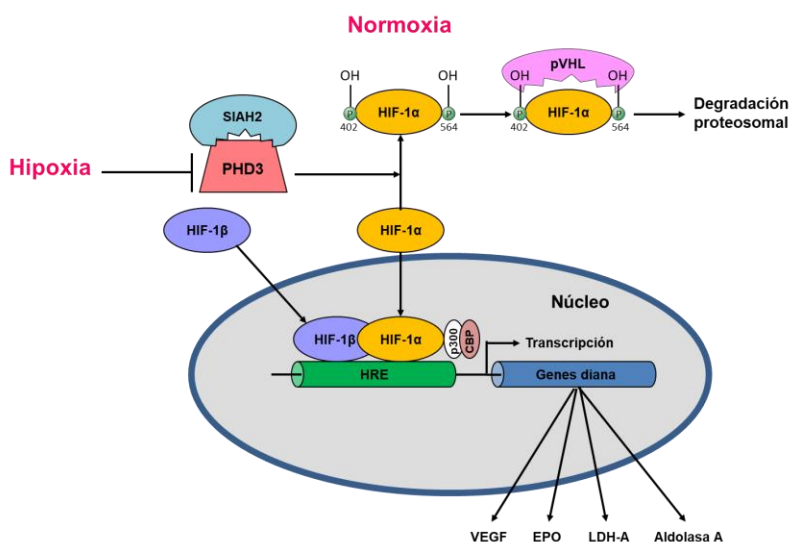 Normoxia
OH
OH
P
HIF-1α
P
402
564
pVHL
OH
OH
P
HIF-1α
P
402
564
Degradación
proteosomal
SIAH2
PHD3
Hipoxia
HIF-1β
HIF-1α
Núcleo
HIF-1β
HIF-1α
p300
CBP
Transcripción
HRE
Genes diana
VEGF
EPO
LDH-A
Aldolasa A